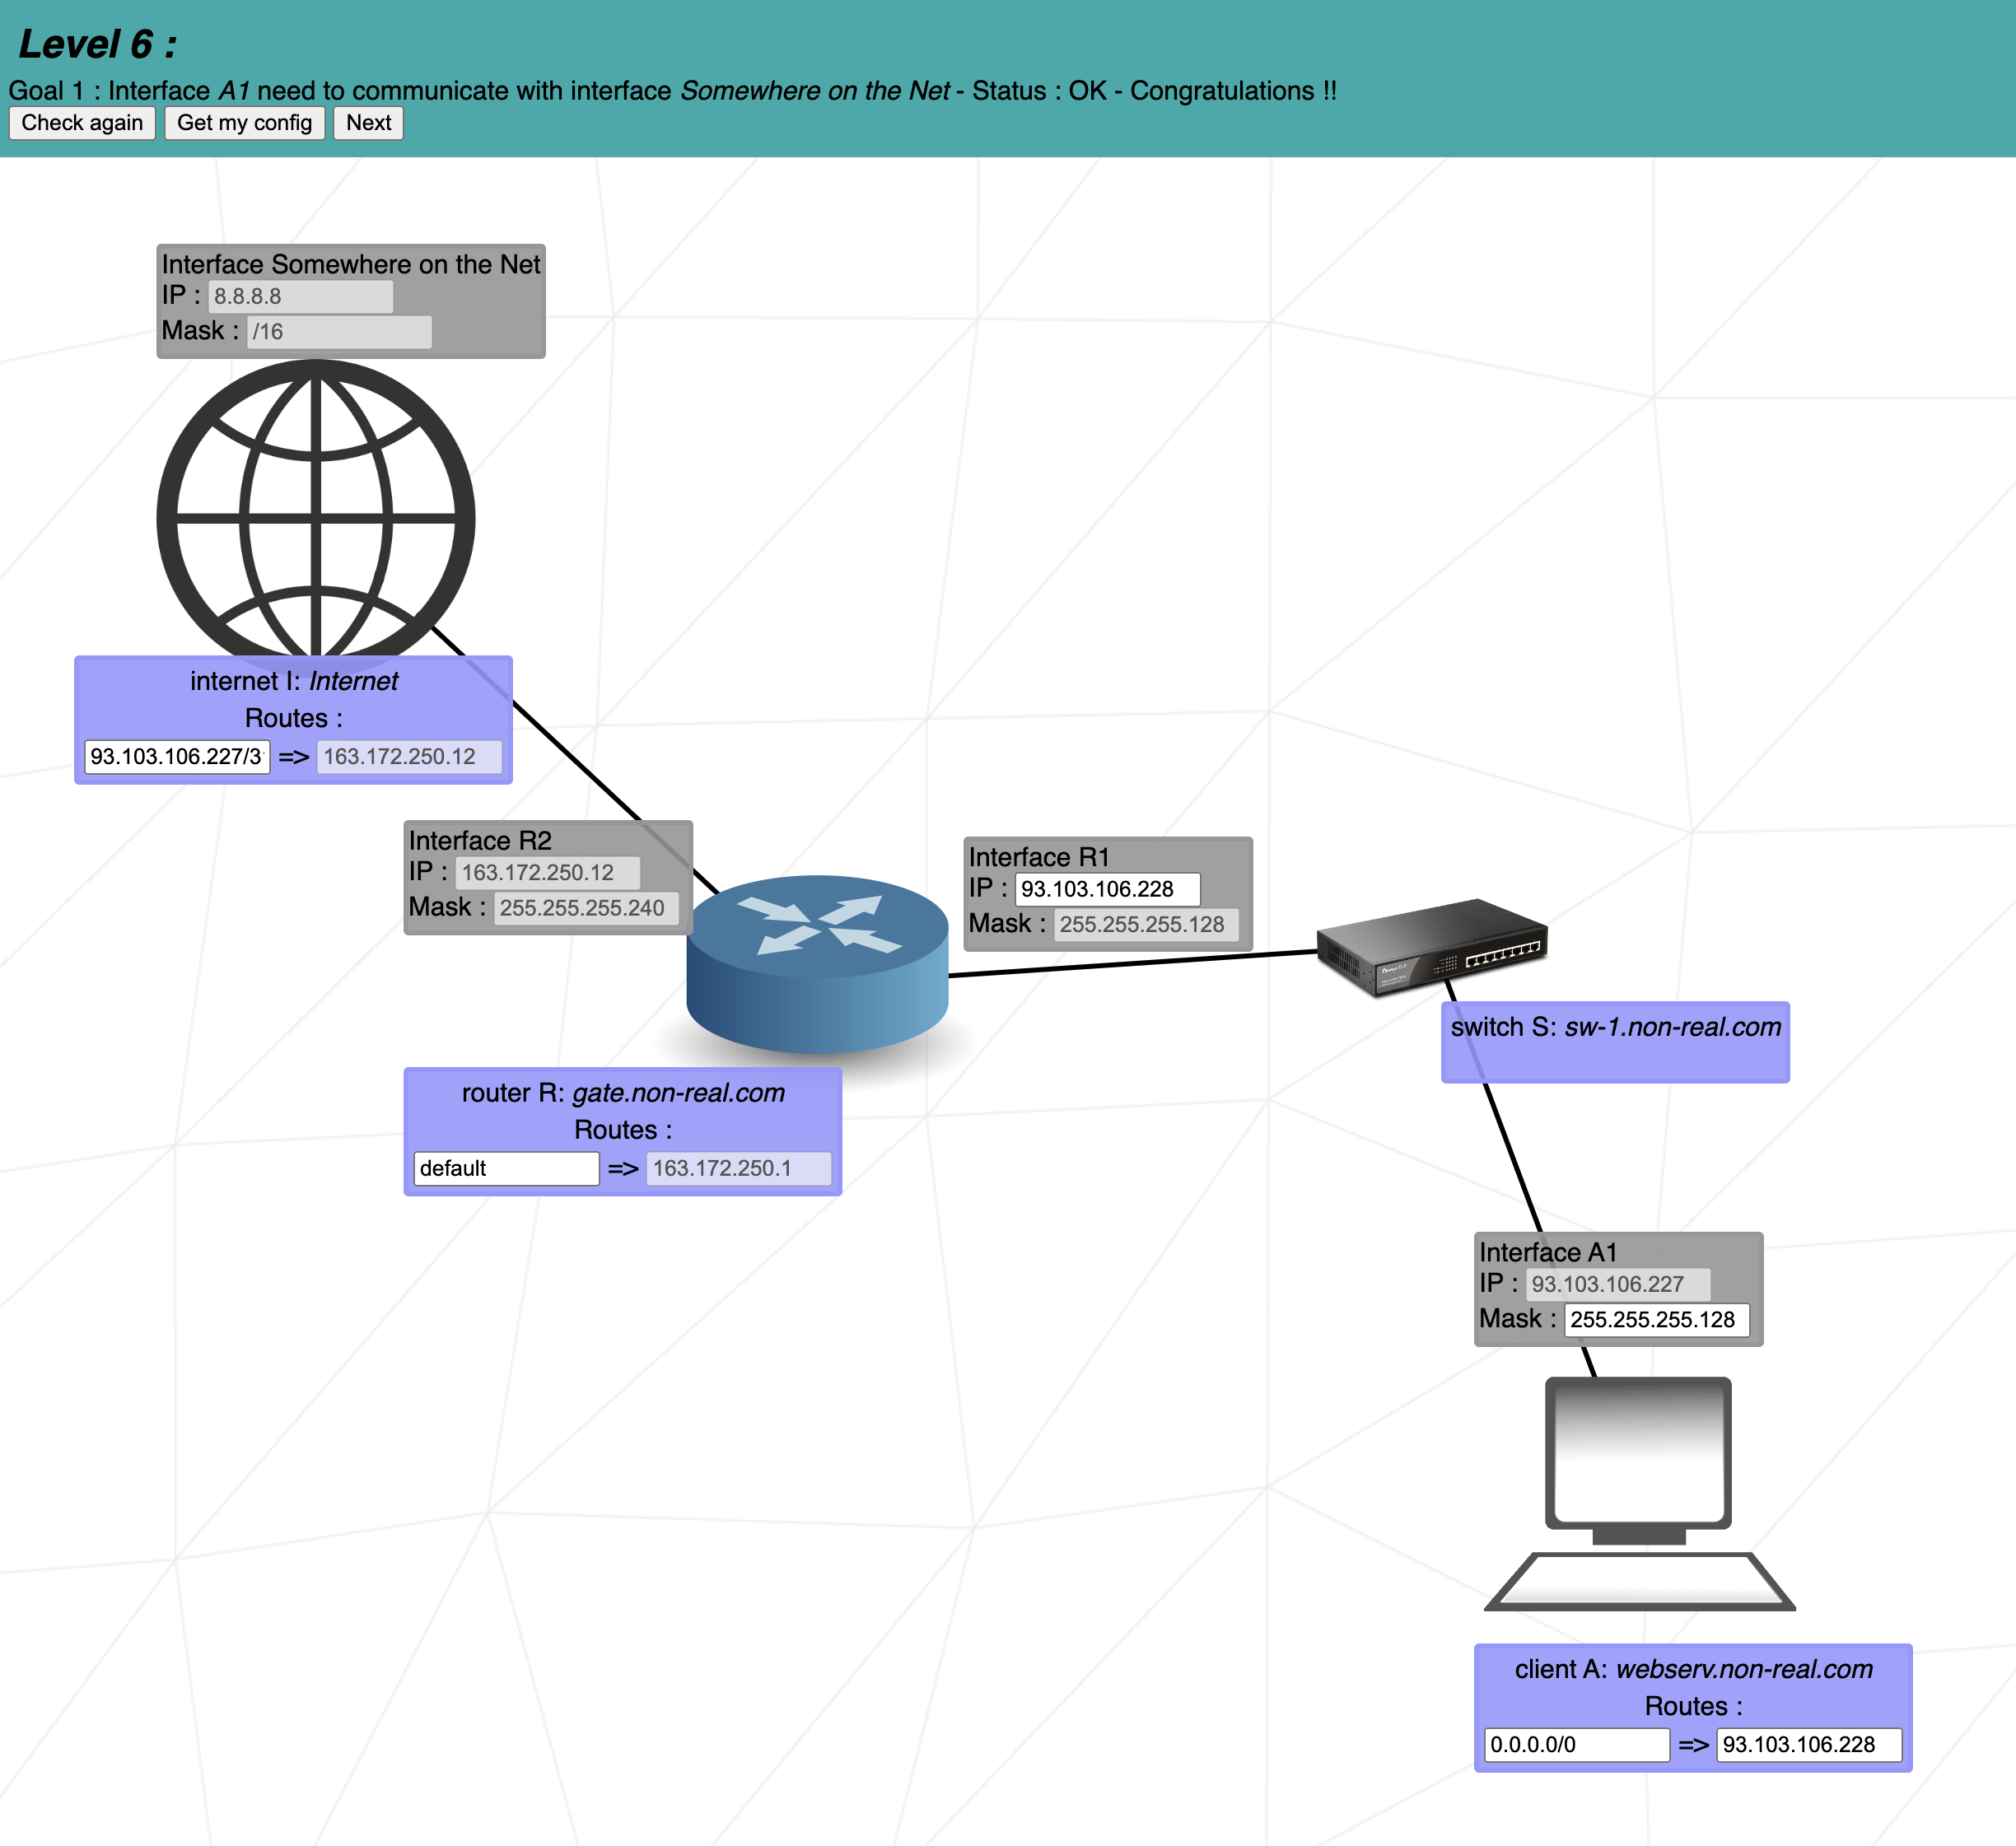 Level 6 :
Goal 1 : Interface A1 need to communicate with interface Somewhere on the Net - Status : OK - Congratulations !!
Check again Get my config Next
Interface Somewhere on the Net
IP : 8.8.8.8
Mask : /16
internet I: Internet
Routes :
93.103.106.227/3 => 163.172.250.12
Interface R2
IP : 163.172.250.12
Mask : 255.255.255.240
Interface R1
IP : 93.103.106.228
Mask : 255.255.255.128
switch S: sw-1.non-real.com
router R: gate.non-real.com
Routes :
default => 163.172.250.1
Interface A1
IP : 93.103.106.227
Mask : 255.255.255.128
client A: webserv.non-real.com
Routes :
0.0.0.0/0 => 93.103.106.228